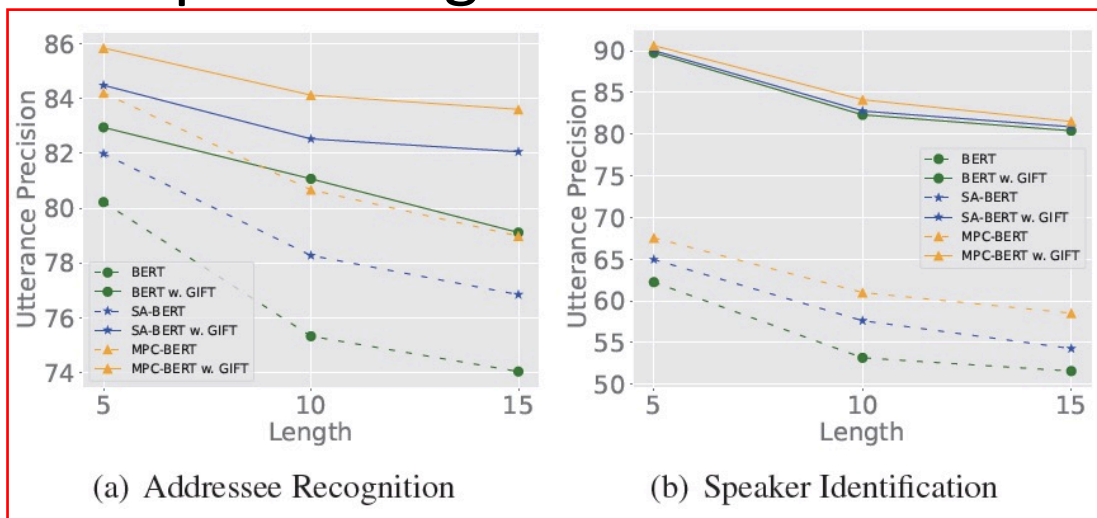 86
84
82
80
78
76
74
5
10
15
Utterance Precision
Length
BERT
BERT w. GIFT
SA-BERT
SA-BERT w. GIFT
MPC-BERT
MPC-BERT w. GIFT
(a) Addressee Recognition
90
85
80
75
70
65
60
55
50
5
10
15
Utterance Precision
Length
BERT
BERT w. GIFT
SA-BERT
SA-BERT w. GIFT
MPC-BERT
MPC-BERT w. GIFT
(b) Speaker Identification